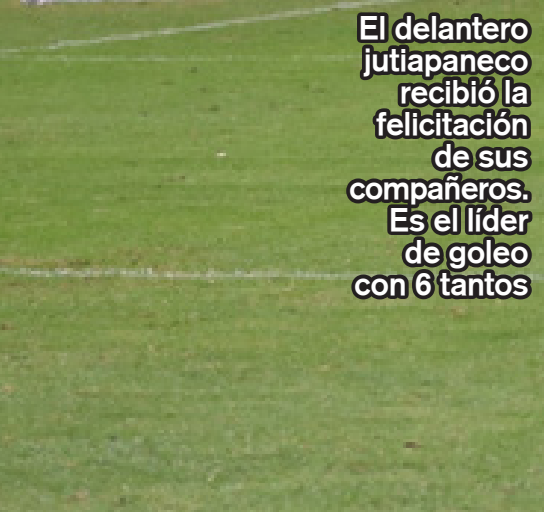 El delantero
jutiapaneco
recibió la
felicitación
de sus
compañeros.
Es el líder
de goleo
con 6 tantos